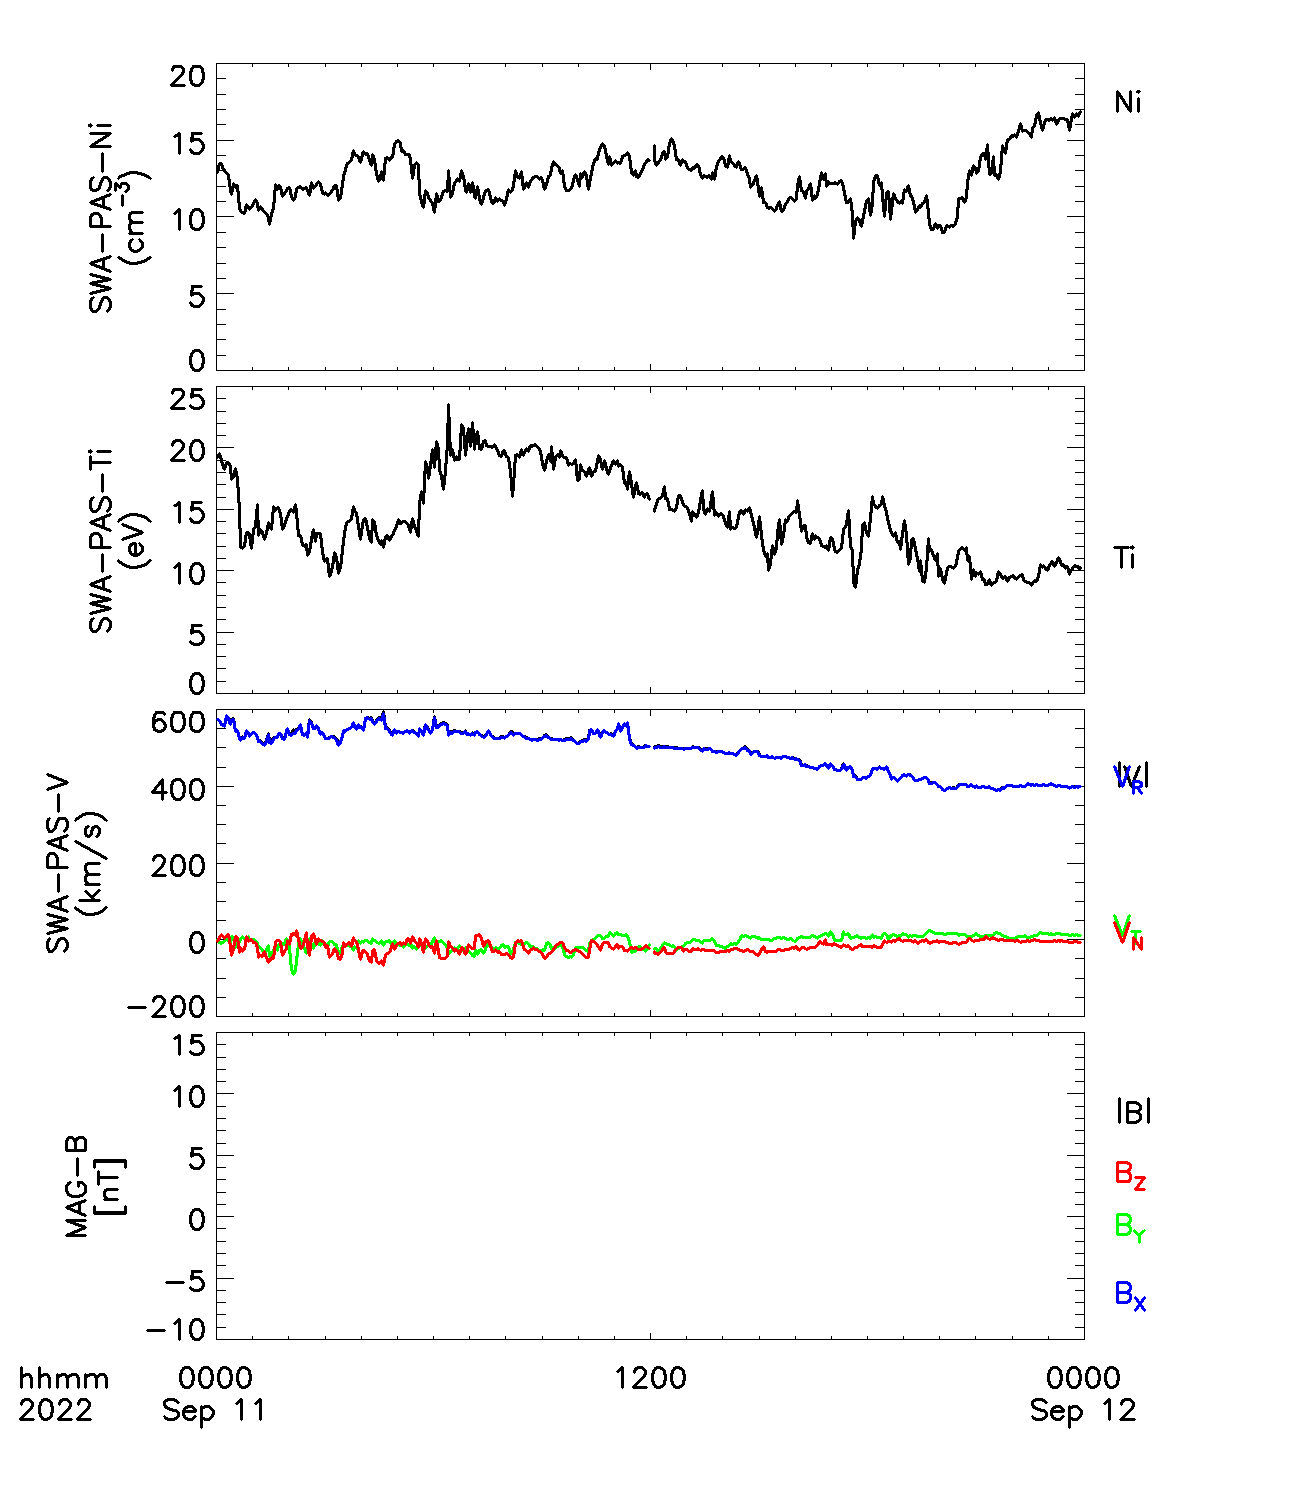 20
15
10
5
0
SWA-PAS-Ni
(cm⁻³)
Ni
25
20
15
10
5
0
SWA-PAS-Ti
(eV)
Ti
600
400
200
0
-200
SWA-PAS-V
(km/s)
|V|
V_R
V_T
V_N
15
10
5
0
-5
-10
MAG-B
[nT]
|B|
B_Z
B_Y
B_X
hhmm 0000 1200 0000
2022 Sep 11 Sep 12